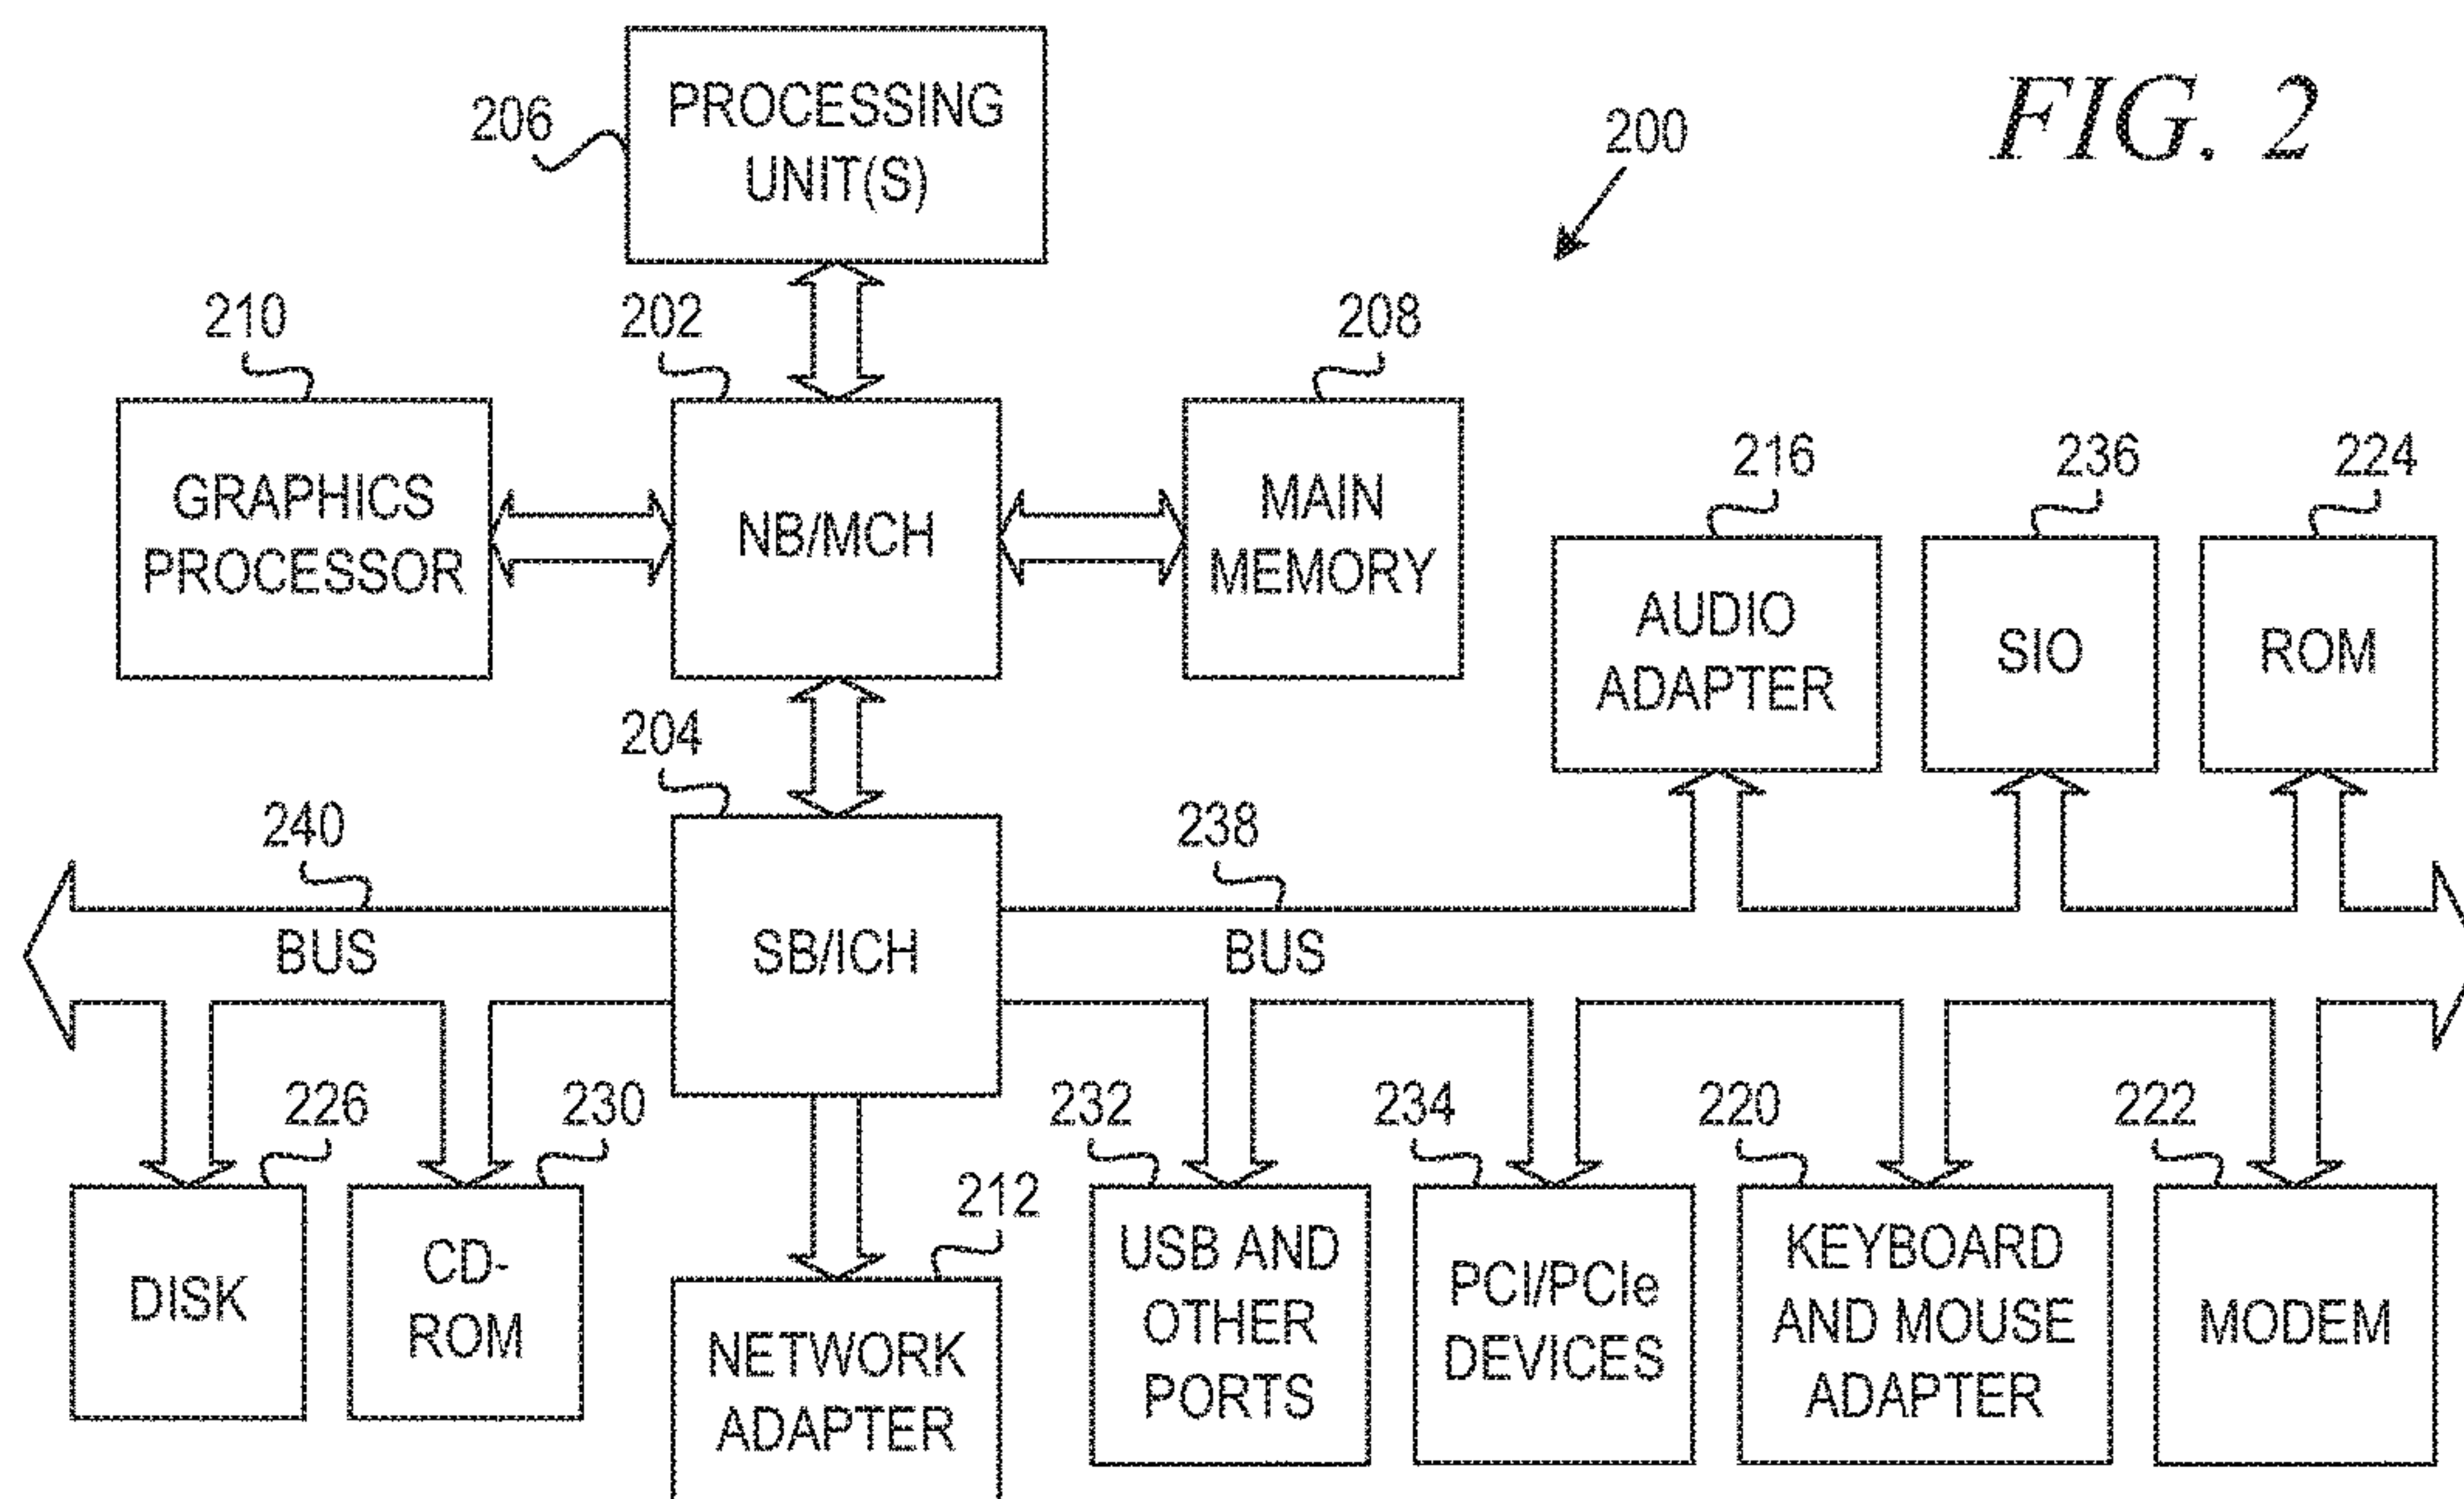 FIG. 2
200
206
PROCESSING
UNIT(S)
210
202
208
GRAPHICS
PROCESSOR
NB/MCH
MAIN
MEMORY
216
236
224
AUDIO
ADAPTER
SIO
ROM
204
240
238
BUS
SB/ICH
BUS
226
230
212
232
234
220
222
DISK
CD-
ROM
NETWORK
ADAPTER
USB AND
OTHER
PORTS
PCI/PCIe
DEVICES
KEYBOARD
AND MOUSE
ADAPTER
MODEM